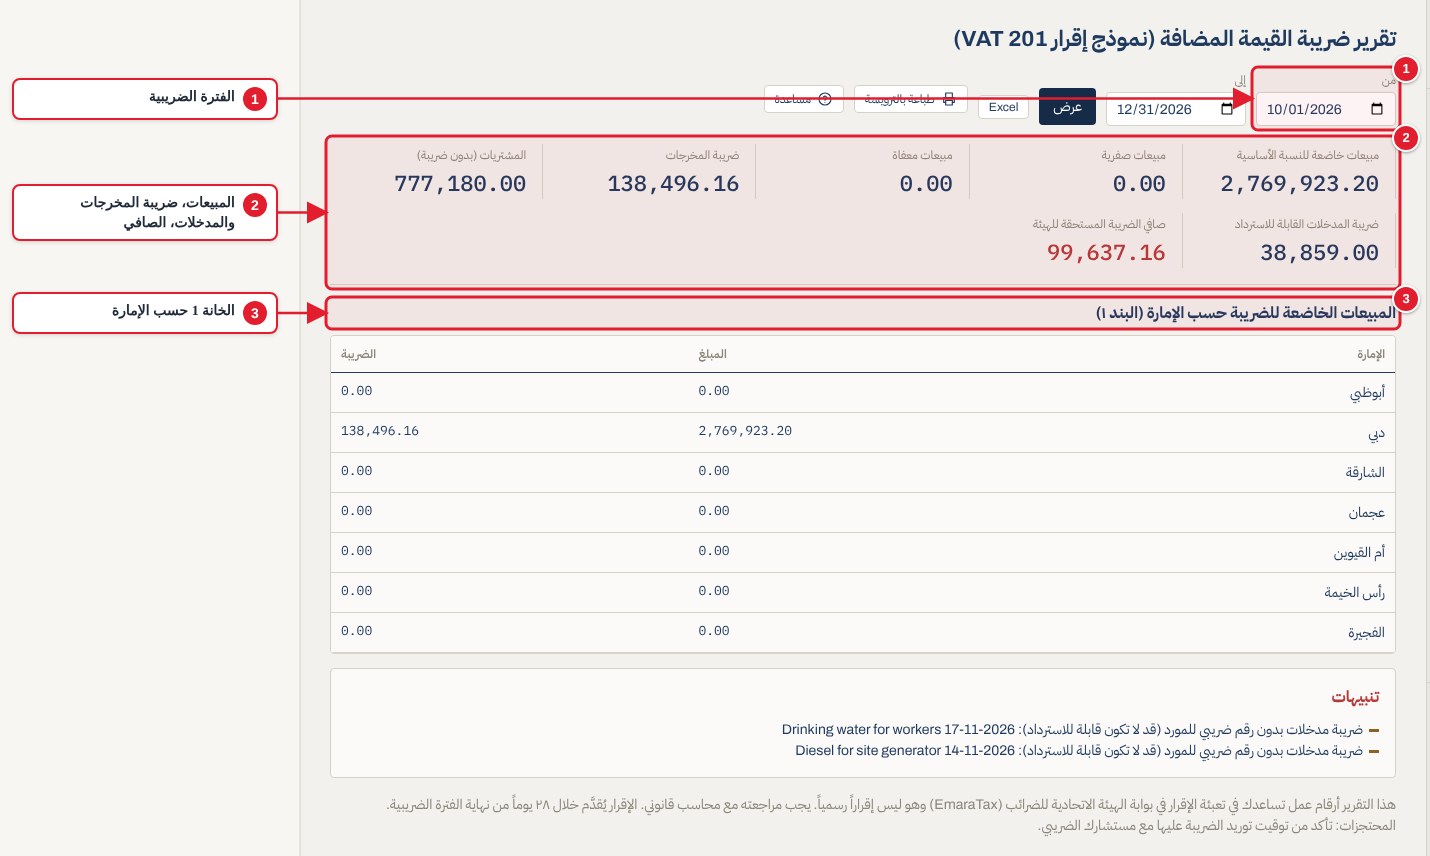 تقرير ضريبة القيمة المضافة (نموذج إقرار VAT 201)
من
1
إلى
10/01/2026
12/31/2026
عرض
Excel
طباعة بالترويسة
مساعدة
1 الفترة الضريبية
2
مبيعات خاضعة للنسبة الأساسية
2,769,923.20
مبيعات صفرية
0.00
مبيعات معفاة
0.00
ضريبة المخرجات
138,496.16
المشتريات (بدون ضريبة)
777,180.00
2 المبيعات، ضريبة المخرجات
والمدخلات، الصافي
ضريبة المدخلات القابلة للاسترداد
38,859.00
صافي الضريبة المستحقة للهيئة
99,637.16
3
المبيعات الخاضعة للضريبة حسب الإمارة (البند ١)
3 الخانة 1 حسب الإمارة
الإمارة المبلغ الضريبة
أبوظبي 0.00 0.00
دبي 2,769,923.20 138,496.16
الشارقة 0.00 0.00
عجمان 0.00 0.00
أم القيوين 0.00 0.00
رأس الخيمة 0.00 0.00
الفجيرة 0.00 0.00
تنبيهات
ضريبة مدخلات بدون رقم ضريبي للمورد (قد لا تكون قابلة للاسترداد): Drinking water for workers 17-11-2026
ضريبة مدخلات بدون رقم ضريبي للمورد (قد لا تكون قابلة للاسترداد): Diesel for site generator 14-11-2026
هذا التقرير أرقام عمل تساعدك في تعبئة الإقرار في بوابة الهيئة الاتحادية للضرائب (EmaraTax) وهو ليس إقراراً رسمياً. يجب مراجعته مع محاسب قانوني. الإقرار يُقدَّم خلال ٢٨ يوماً من نهاية الفترة الضريبية.
المحتجزات: تأكد من توقيت توريد الضريبة عليها مع مستشارك الضريبي.